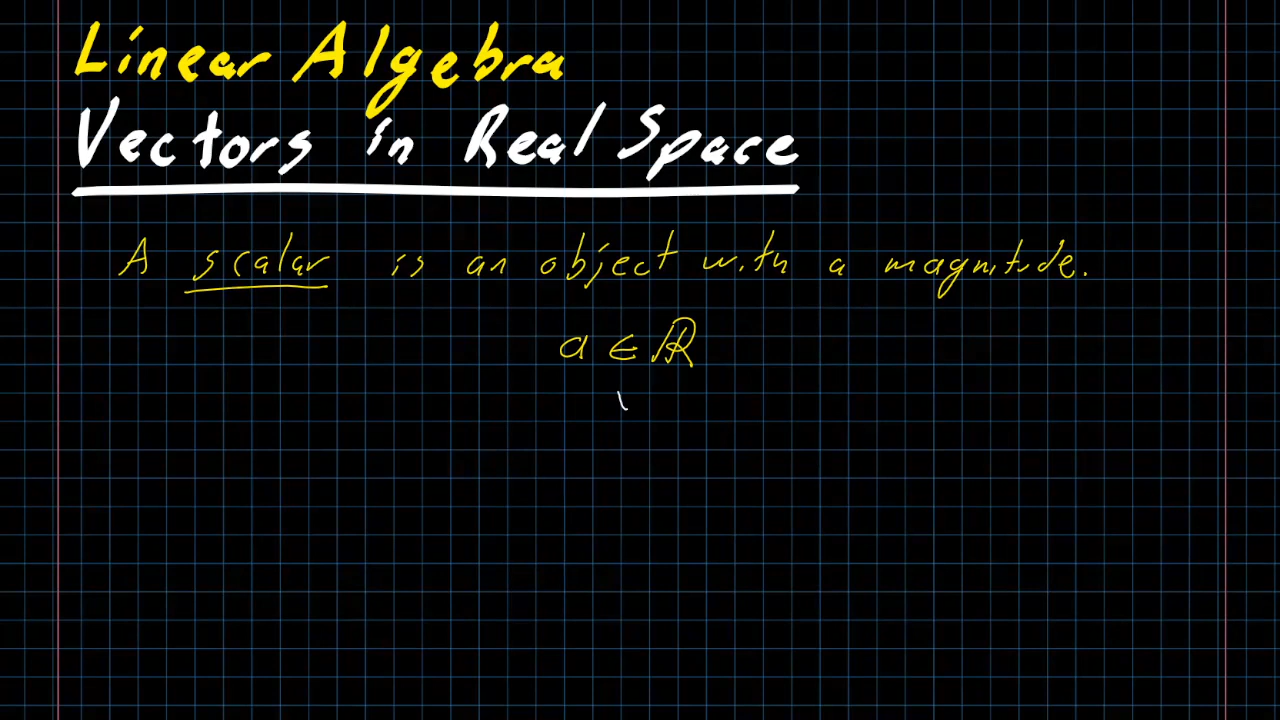 Linear Algebra
Vectors in Real Space
A scalar is an object with a magnitude.
a ∈ ℝ